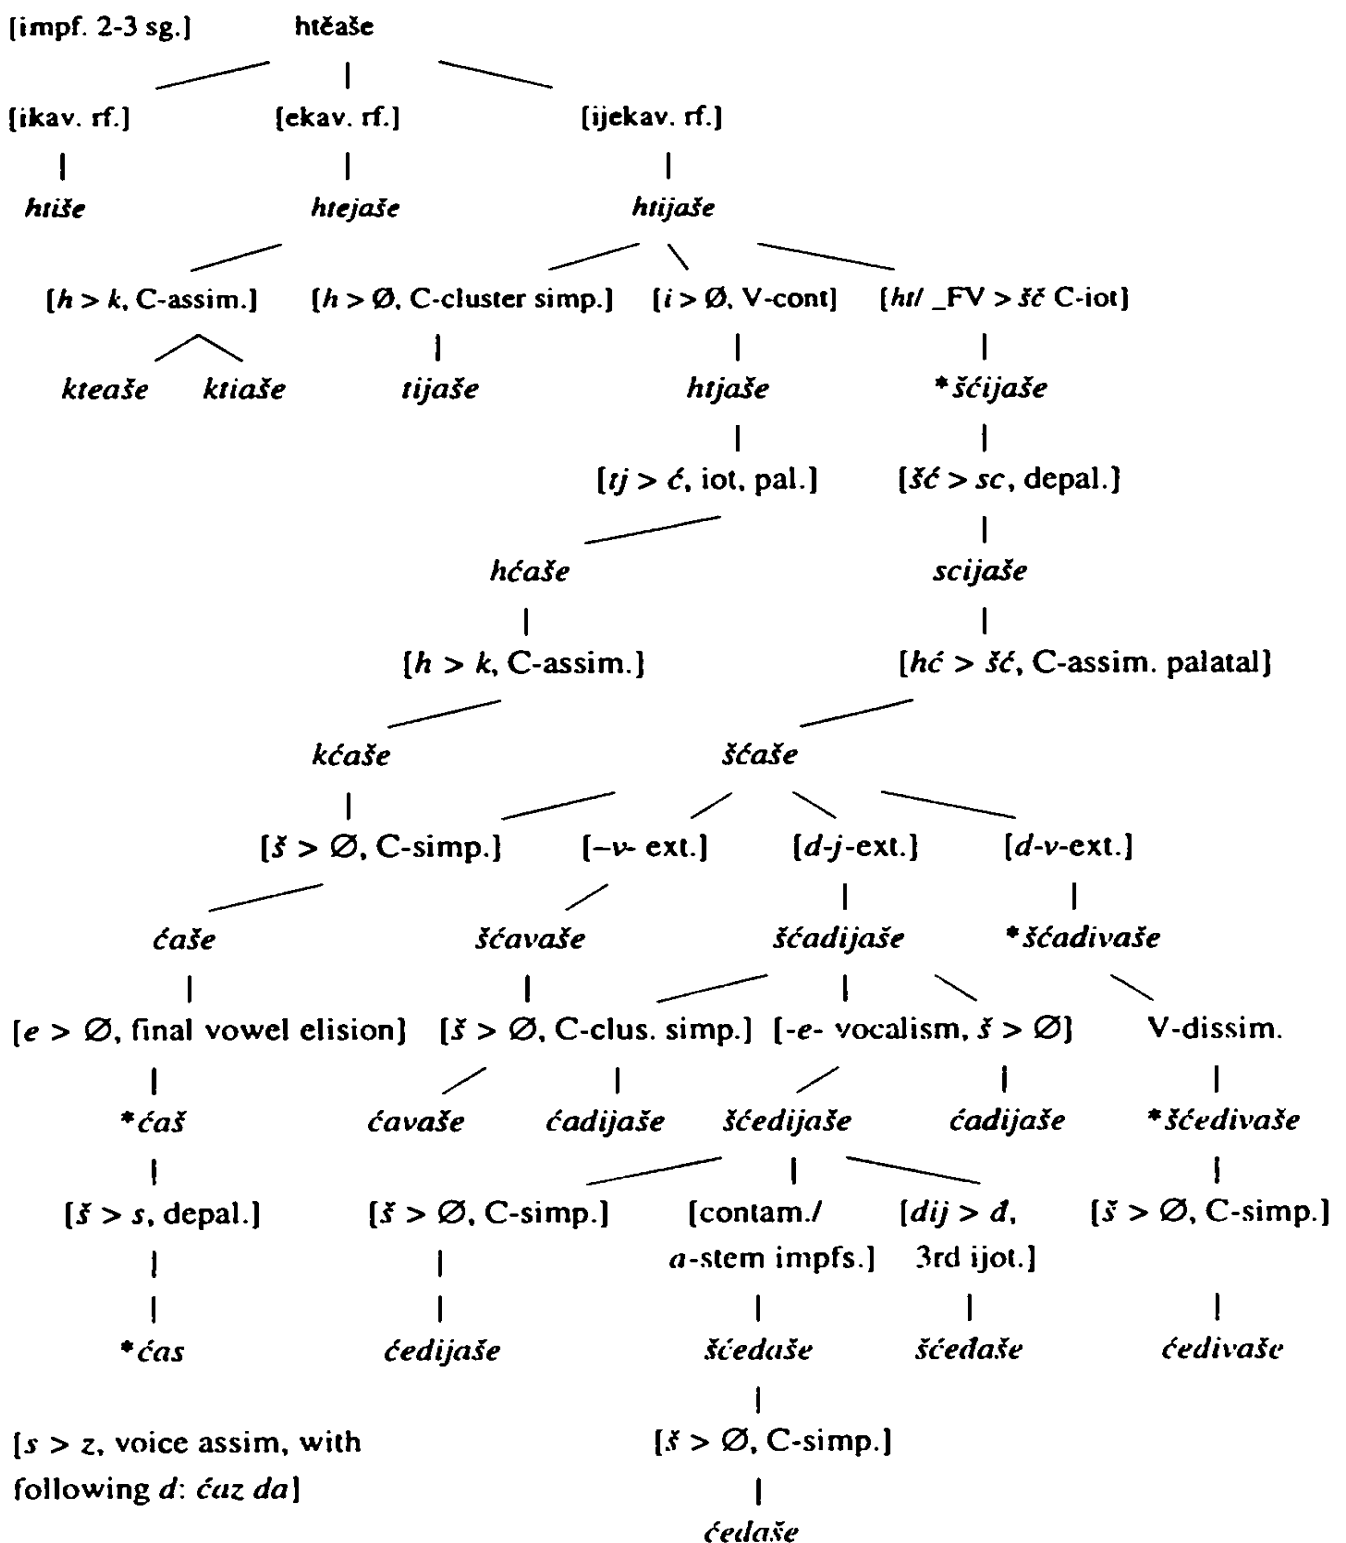 [impf. 2-3 sg.] htěaše
[ikav. rf.] [ekav. rf.] [ijekav. rf.]
htiše htejaše htijaše
[h > k, C-assim.] [h > Ø, C-cluster simp.] [i > Ø, V-cont] [ht/ _FV > šč C-iot]
kteaše ktiaše tijaše htjaše *šćijaše
[tj > ć, iot, pal.] [šć > sc, depal.]
hćaše scijaše
[h > k, C-assim.] [hć > šć, C-assim. palatal]
kćaše šćaše
[š > Ø, C-simp.] [–v- ext.] [d-j-ext.] [d-v-ext.]
ćaše šćavaše šćadijaše *šćadivaše
[e > Ø, final vowel elision] [š > Ø, C-clus. simp.] [-e- vocalism, š > Ø] V-dissim.
*ćaš ćavaše ćadijaše šćedijaše ćadijaše *šćedivaše
[š > s, depal.] [š > Ø, C-simp.] [contam./ [dij > đ, [š > Ø, C-simp.]
a-stem impfs.] 3rd ijot.]
*ćas ćedijaše šćedaše šćeđaše ćedivaše
[s > z, voice assim, with [š > Ø, C-simp.]
following d: ćaz da]
ćedaše